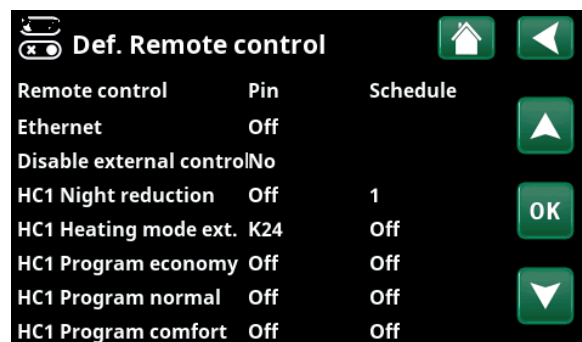 Def. Remote control
Remote control Pin Schedule
Ethernet Off
Disable external control No
HC1 Night reduction Off 1
OK
HC1 Heating mode ext. K24 Off
HC1 Program economy Off Off
HC1 Program normal Off Off
HC1 Program comfort Off Off